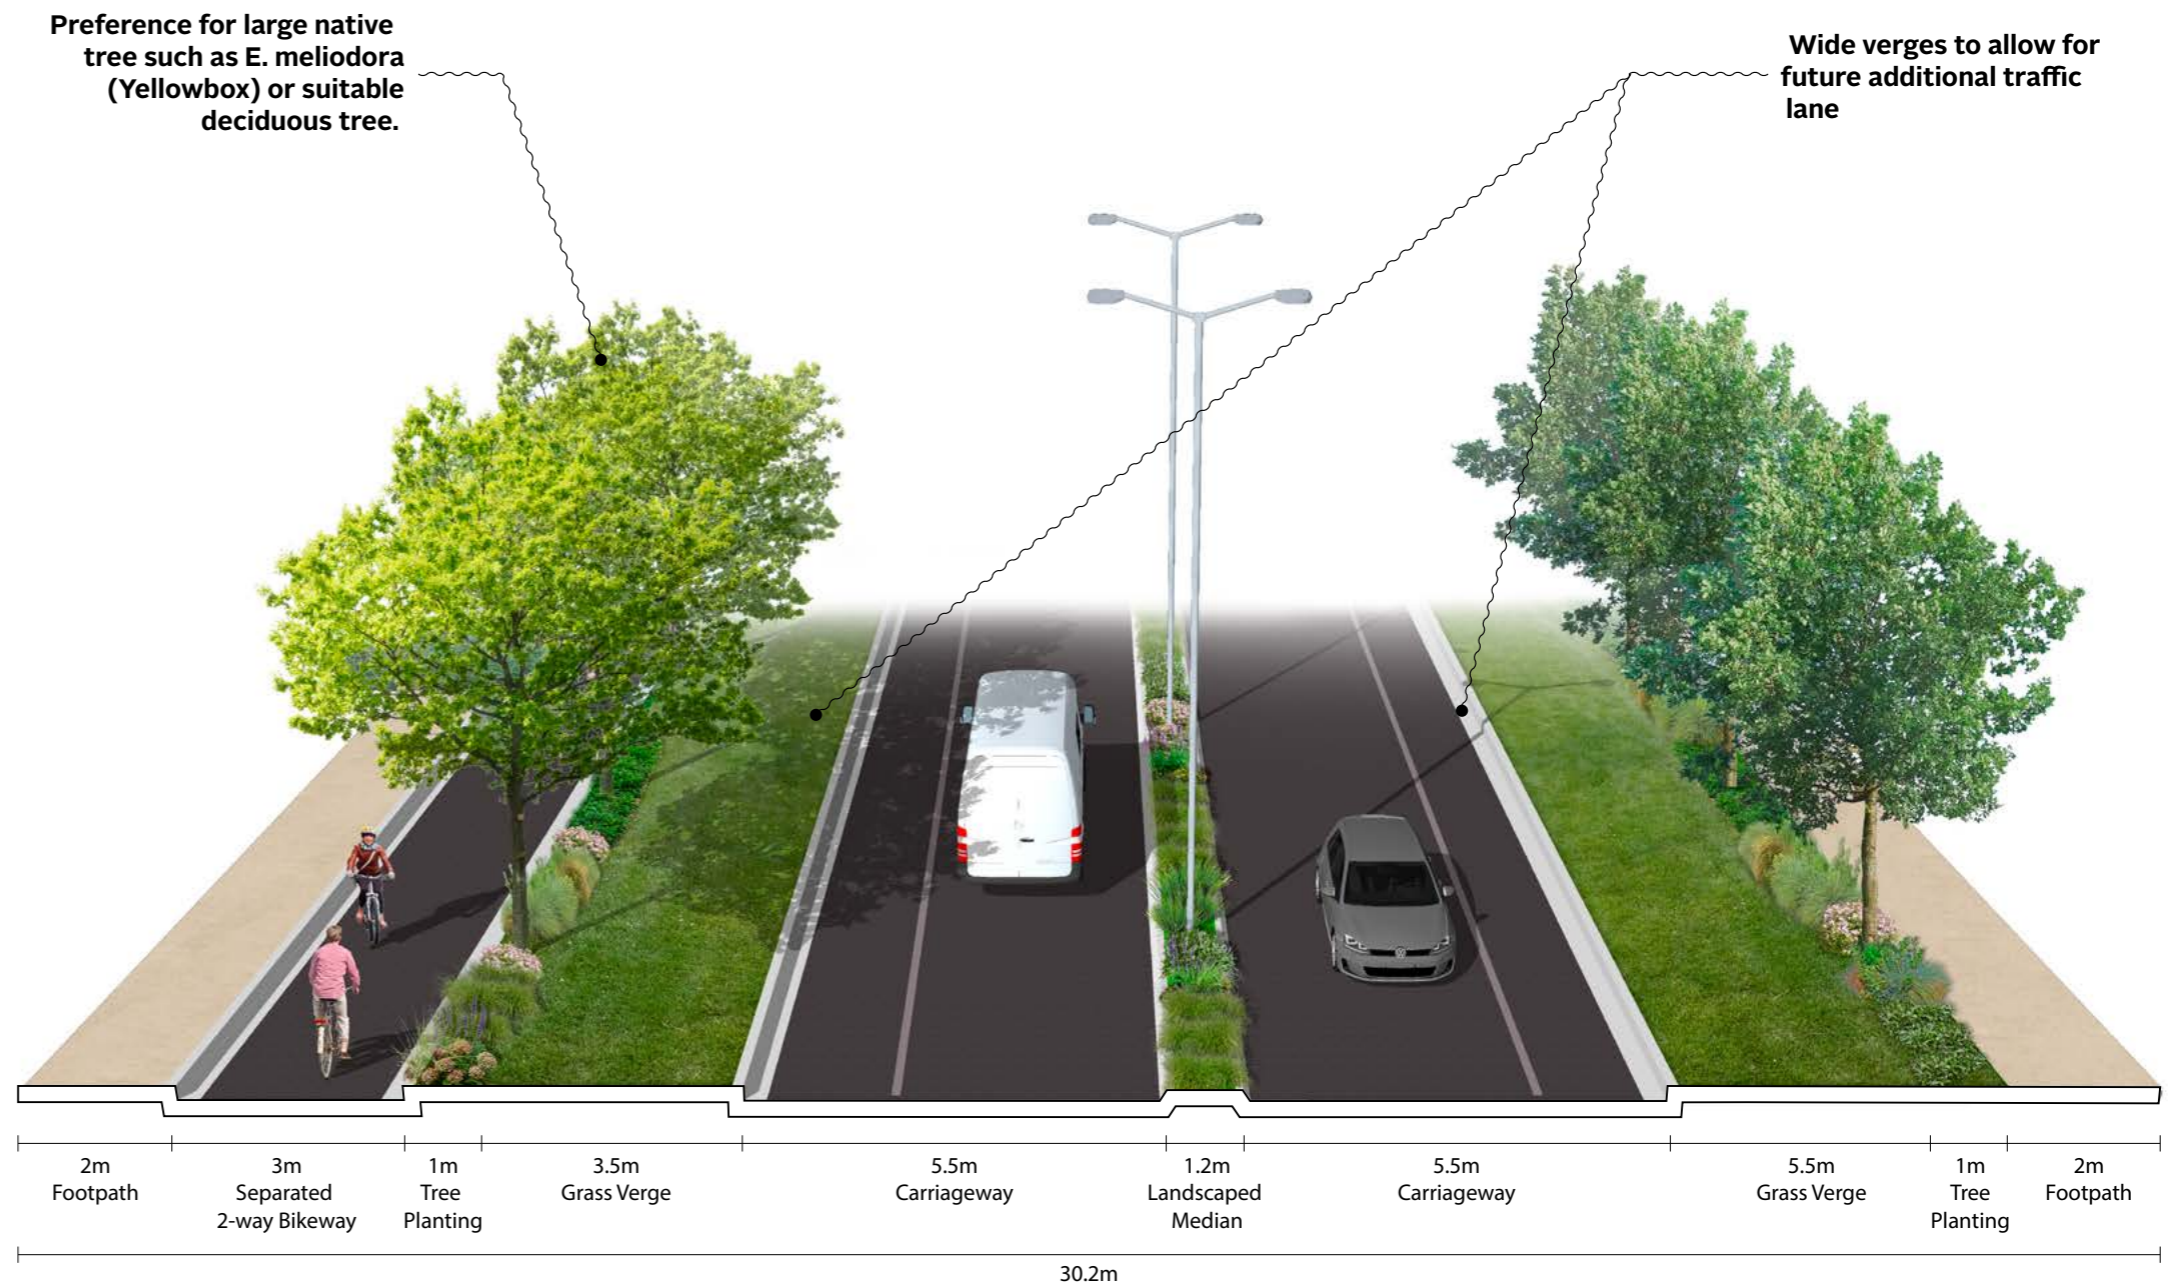 Preference for large native
tree such as E. meliodora
(Yellowbox) or suitable
deciduous tree.
Wide verges to allow for
future additional traffic
lane
2m
Footpath
3m
Separated
2-way Bikeway
1m
Tree
Planting
3.5m
Grass Verge
5.5m
Carriageway
1.2m
Landscaped
Median
5.5m
Carriageway
5.5m
Grass Verge
1m
Tree
Planting
2m
Footpath
30.2m